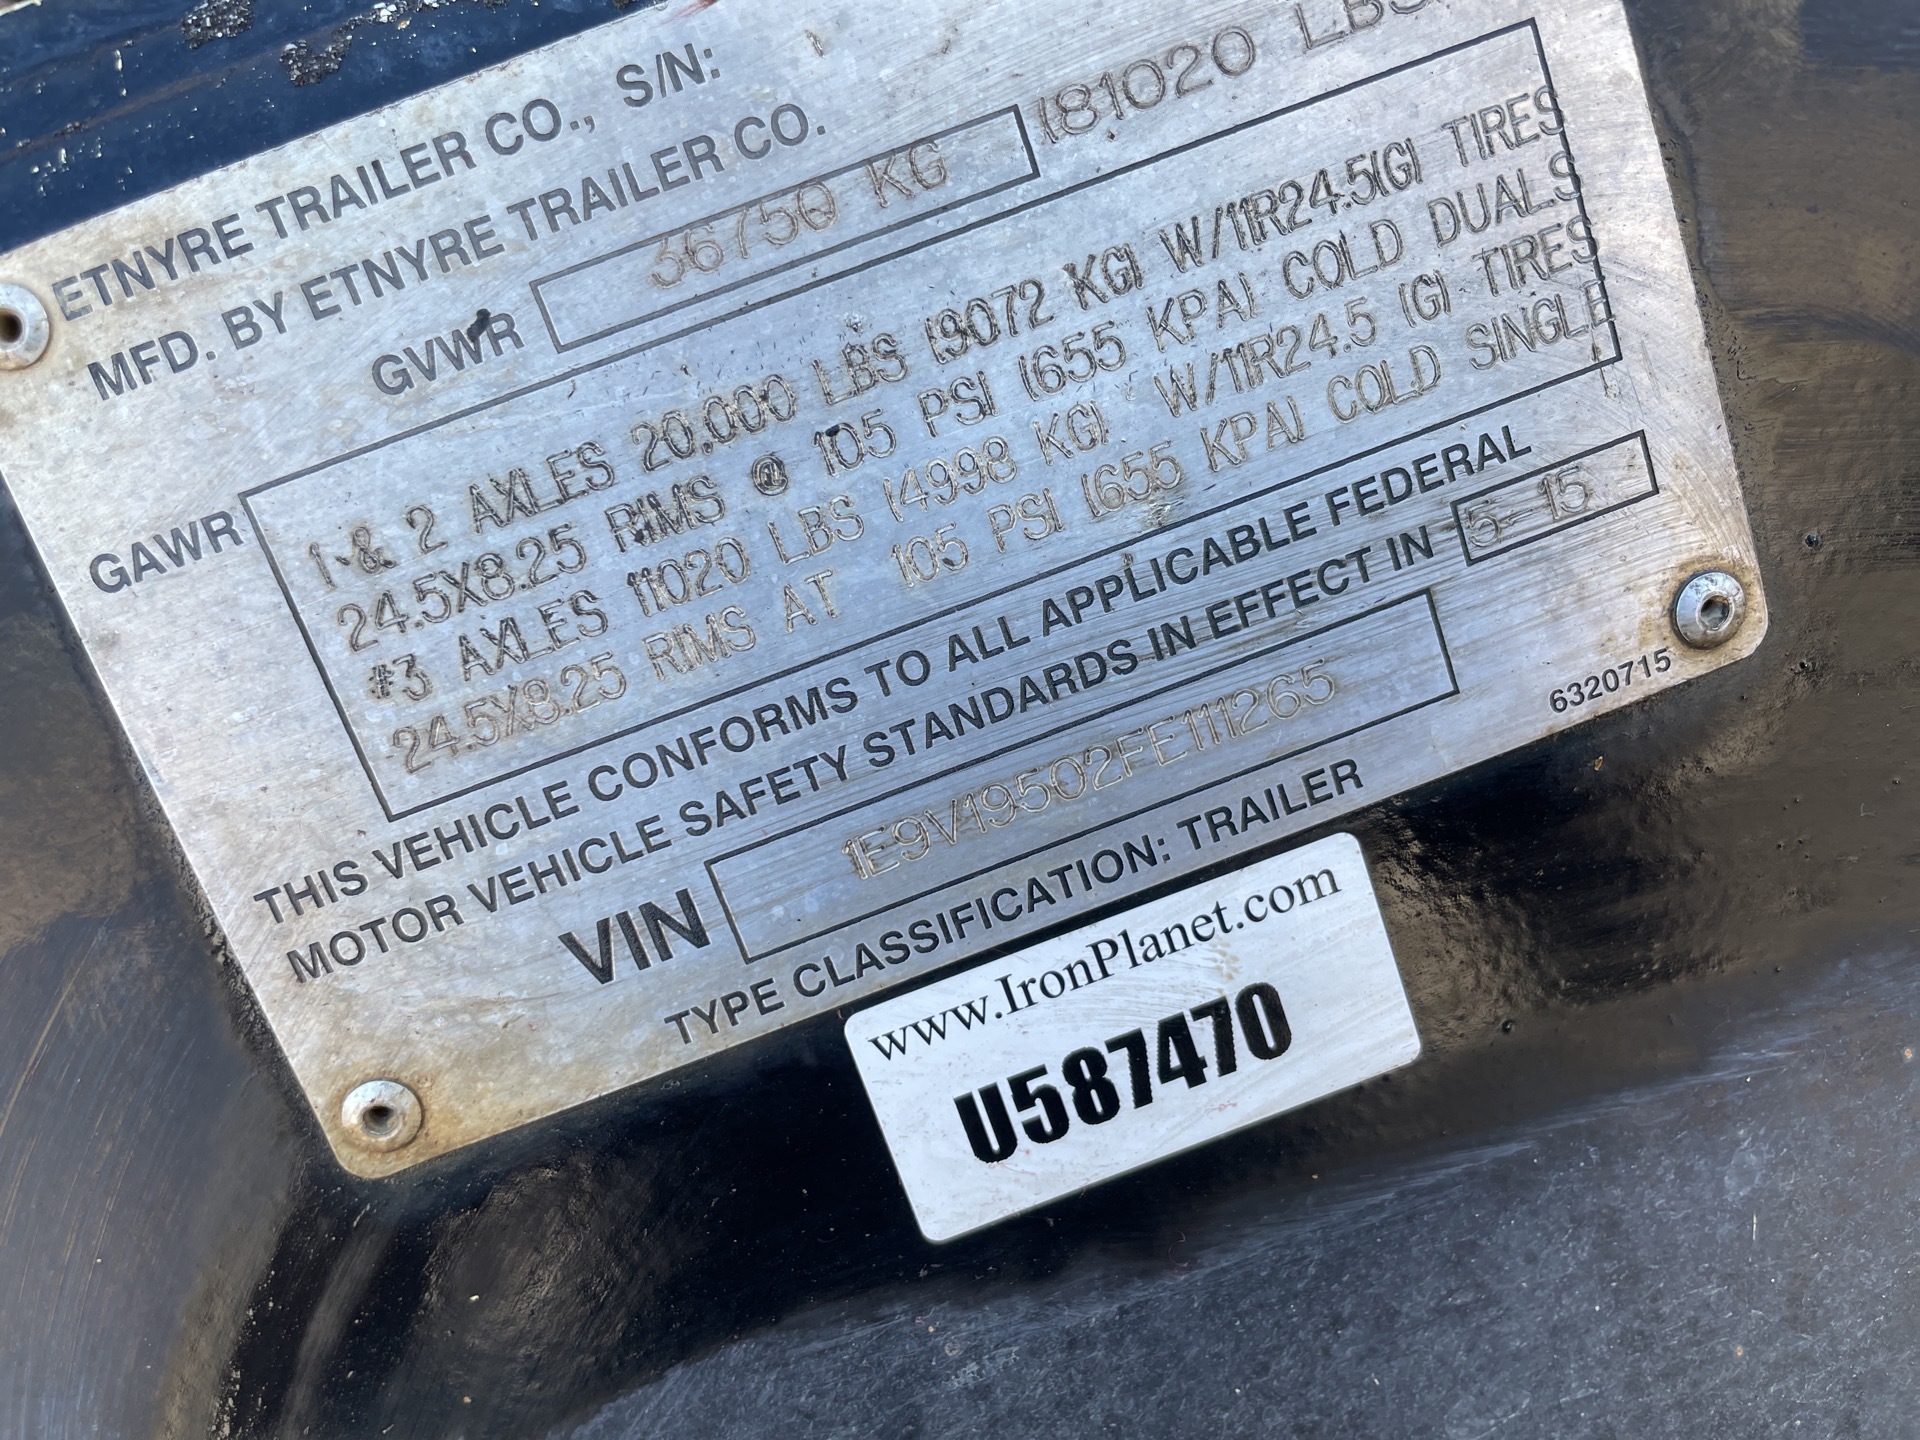 ETNYRE TRAILER CO., S/N:
MFD. BY ETNYRE TRAILER CO.
GVWR 36750 KG (81020 LBS.
GAWR
1 & 2 AXLES 20,000 LBS (9072 KG) W/11R24.5(G) TIRES
24.5X8.25 RIMS @ 105 PSI (655 KPA) COLD DUALS
#3 AXLES 11020 LBS (4998 KG) W/11R24.5 (G) TIRES
24.5X8.25 RIMS AT 105 PSI (655 KPA) COLD SINGLE
THIS VEHICLE CONFORMS TO ALL APPLICABLE FEDERAL
MOTOR VEHICLE SAFETY STANDARDS IN EFFECT IN 5-15
VIN 1E9V19502FE111265
TYPE CLASSIFICATION: TRAILER
6320715
www.IronPlanet.com
U587470